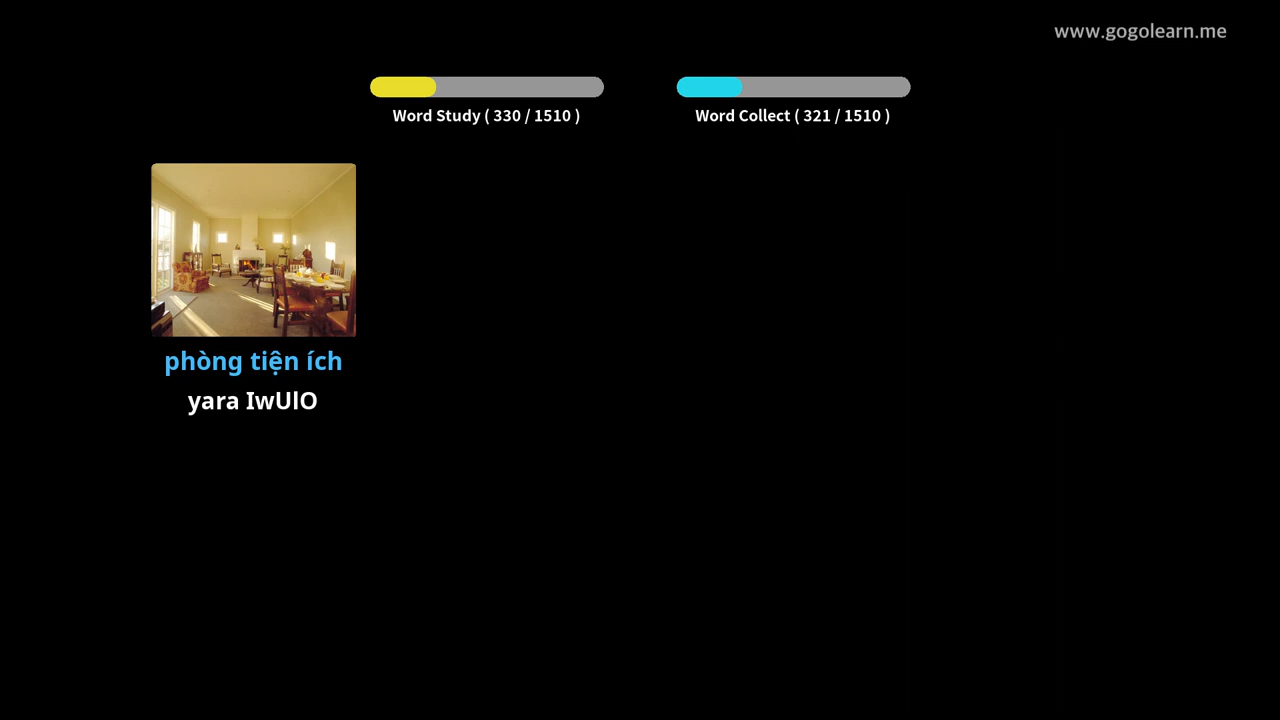 www.gogolearn.me
Word Study ( 330 / 1510 )
Word Collect ( 321 / 1510 )
phòng tiện ích
yara IwUlO